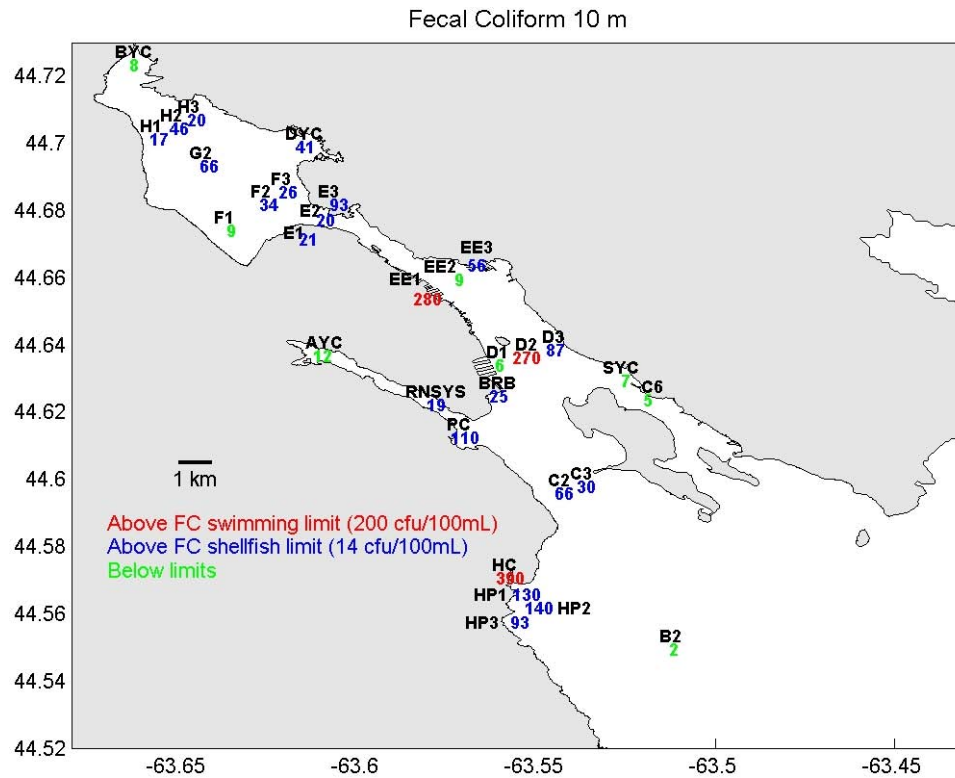 Fecal Coliform 10 m
44.72
BYC
8
H3
20
H2
46
H1
17
44.7
DYC
41
G2
66
F3
26
F2
34
E3
93
44.68
F1
9
E2
20
E1
21
EE3
56
EE2
9
44.66
EE1
280
44.64
AYC
12
D1
6
D2
270
D3
87
SYC
7
C6
5
BRB
25
RNSYS
19
44.62
PC
110
44.6
1 km
C2
66
C3
30
Above FC swimming limit (200 cfu/100mL)
44.58
Above FC shellfish limit (14 cfu/100mL)
Below limits
HC
390
HP1 130
44.56
140 HP2
HP3 93
B2
2
44.54
44.53
44.52
-63.65 -63.6 -63.55 -63.5 -63.45